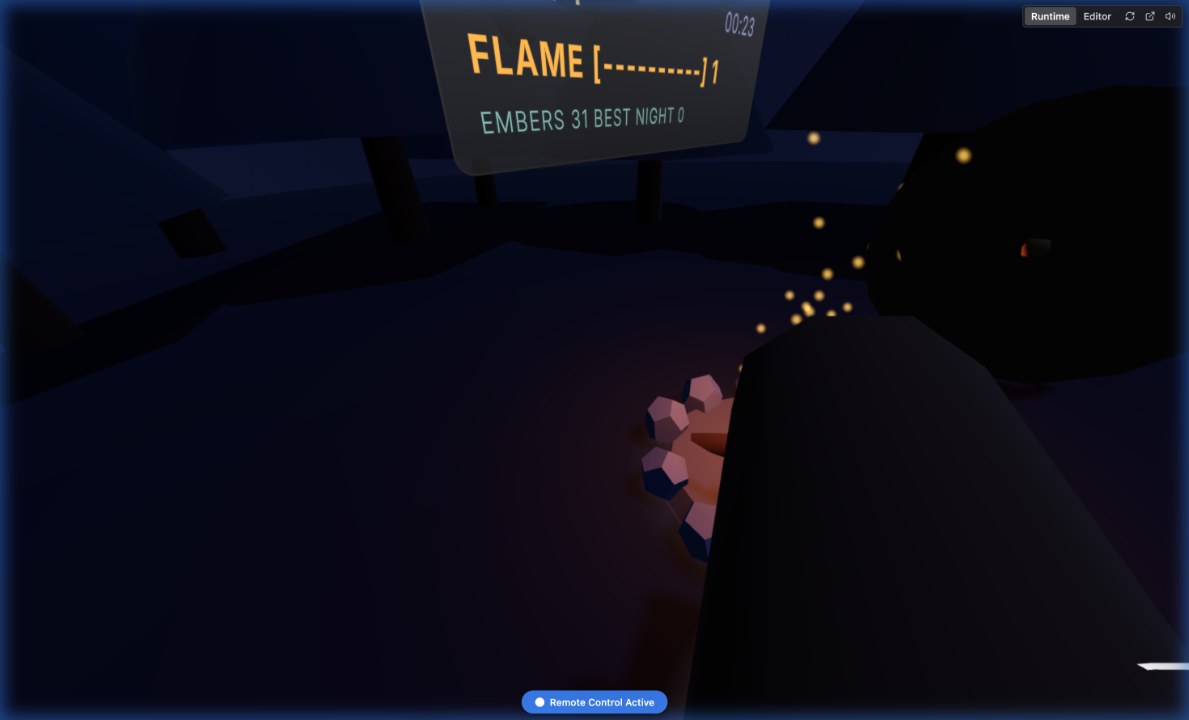 Runtime Editor
00:23
FLAME [----------] 1
EMBERS 31 BEST NIGHT 0
Remote Control Active